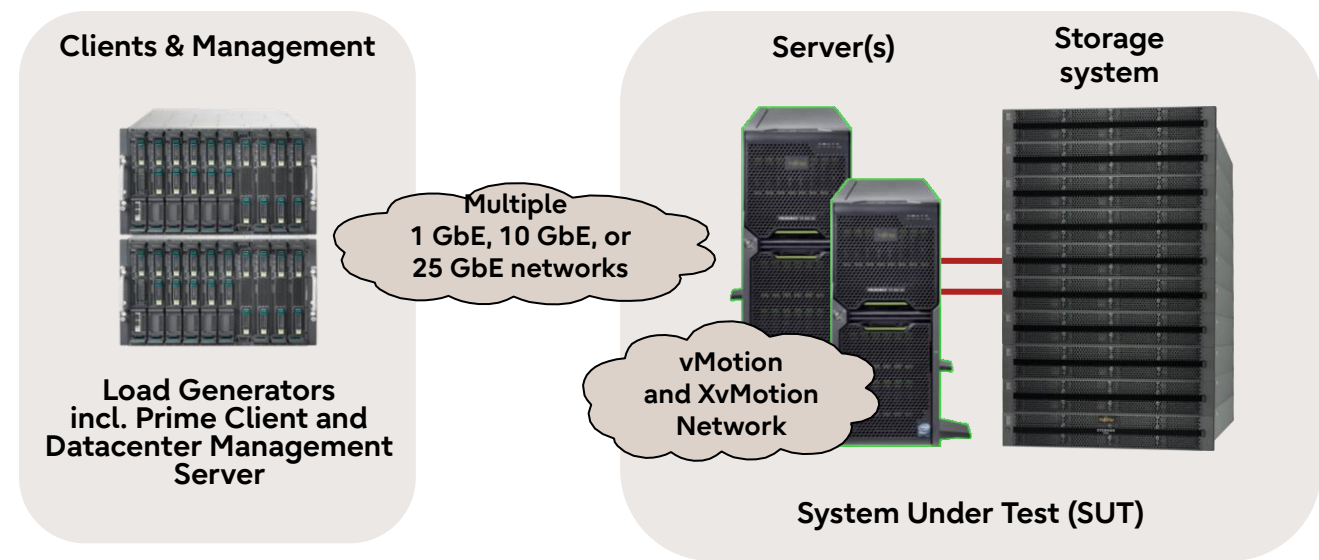 Clients & Management
Load Generators
incl. Prime Client and
Datacenter Management
Server
Multiple
1 GbE, 10 GbE, or
25 GbE networks
Server(s)
Storage
system
vMotion
and XvMotion
Network
System Under Test (SUT)